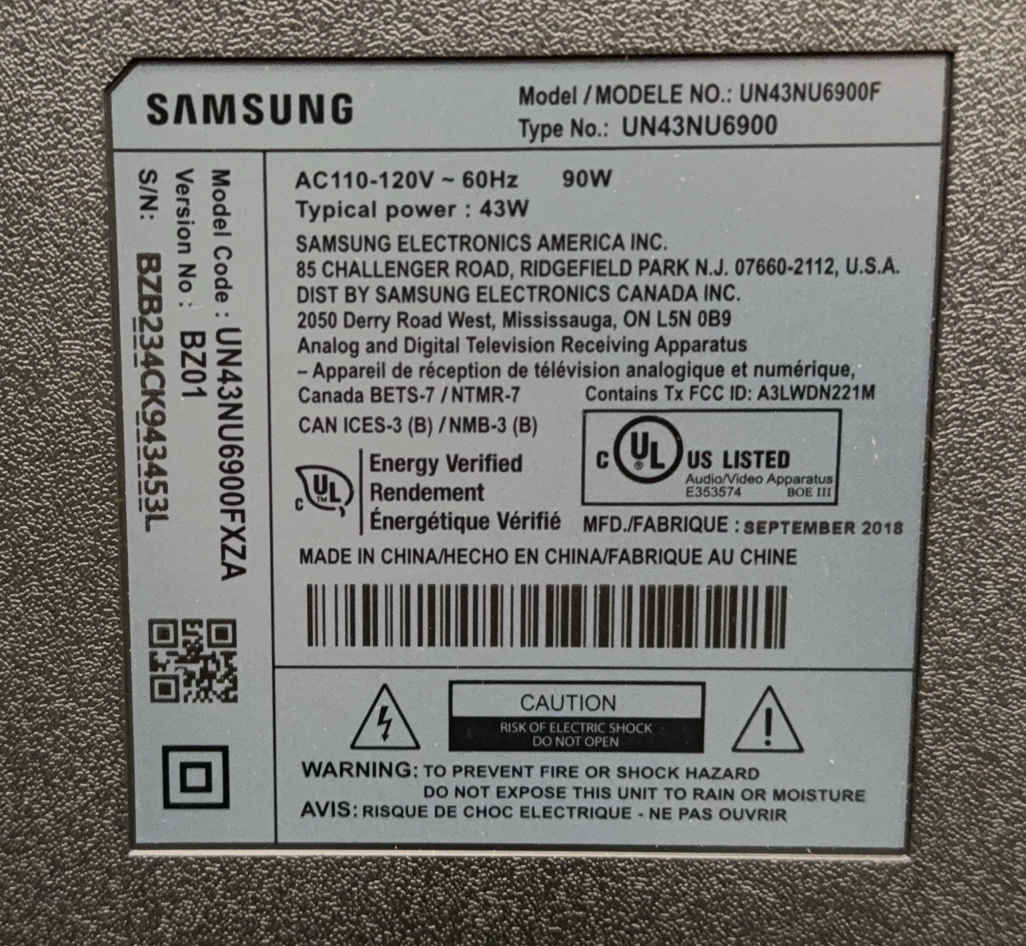 SAMSUNG
Model / MODELE NO.: UN43NU6900F
Type No.: UN43NU6900
Model Code : UN43NU6900FXZA
Version No : BZ01
S/N: BZB234CK943453L
AC110-120V ~ 60Hz 90W
Typical power : 43W
SAMSUNG ELECTRONICS AMERICA INC.
85 CHALLENGER ROAD, RIDGEFIELD PARK N.J. 07660-2112, U.S.A.
DIST BY SAMSUNG ELECTRONICS CANADA INC.
2050 Derry Road West, Mississauga, ON L5N 0B9
Analog and Digital Television Receiving Apparatus
– Appareil de réception de télévision analogique et numérique,
Canada BETS-7 / NTMR-7 Contains Tx FCC ID: A3LWDN221M
CAN ICES-3 (B) / NMB-3 (B)
c UL TM
Energy Verified
Rendement
Énergétique Vérifié
c UL ® US LISTED
Audio/Video Apparatus
E353574 BOE III
MFD./FABRIQUE : SEPTEMBER 2018
MADE IN CHINA/HECHO EN CHINA/FABRIQUE AU CHINE
CAUTION
RISK OF ELECTRIC SHOCK
DO NOT OPEN
WARNING: TO PREVENT FIRE OR SHOCK HAZARD
DO NOT EXPOSE THIS UNIT TO RAIN OR MOISTURE
AVIS: RISQUE DE CHOC ELECTRIQUE - NE PAS OUVRIR